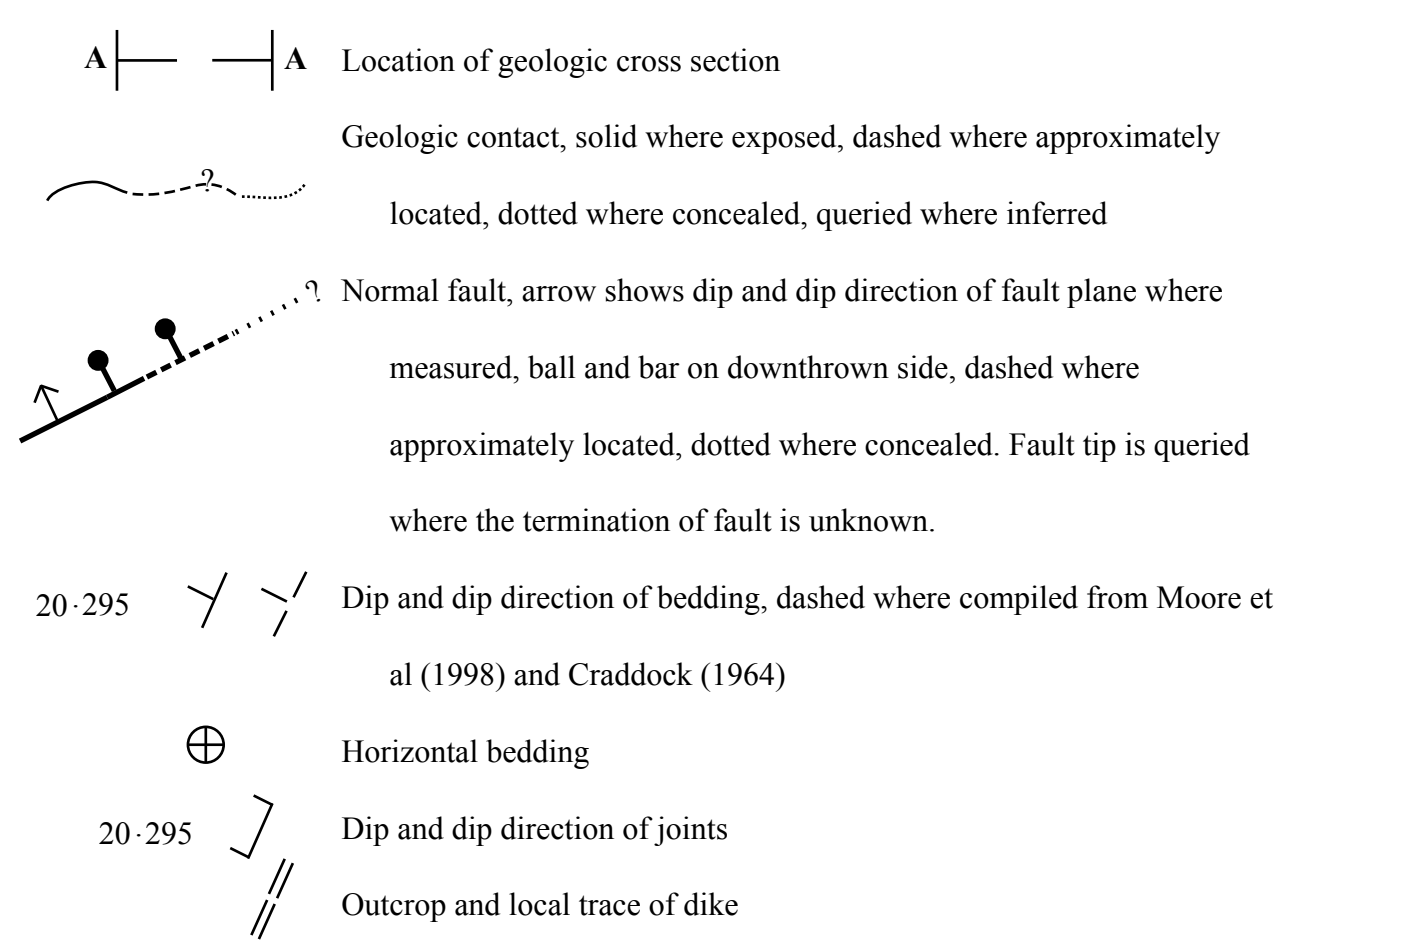 A A Location of geologic cross section
Geologic contact, solid where exposed, dashed where approximately
?
located, dotted where concealed, queried where inferred
? Normal fault, arrow shows dip and dip direction of fault plane where
measured, ball and bar on downthrown side, dashed where
approximately located, dotted where concealed. Fault tip is queried
where the termination of fault is unknown.
20·295 Dip and dip direction of bedding, dashed where compiled from Moore et
al (1998) and Craddock (1964)
Horizontal bedding
20·295 Dip and dip direction of joints
Outcrop and local trace of dike